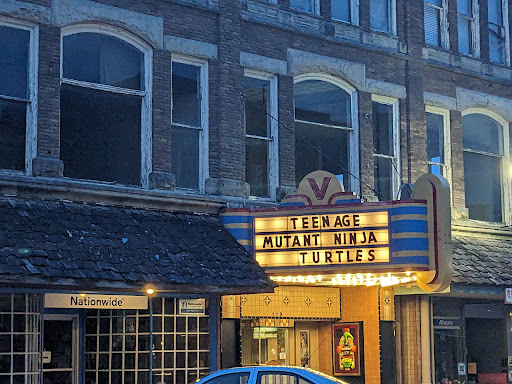 V
TEENAGE
MUTANT NINJA
TURTLES
Nationwide